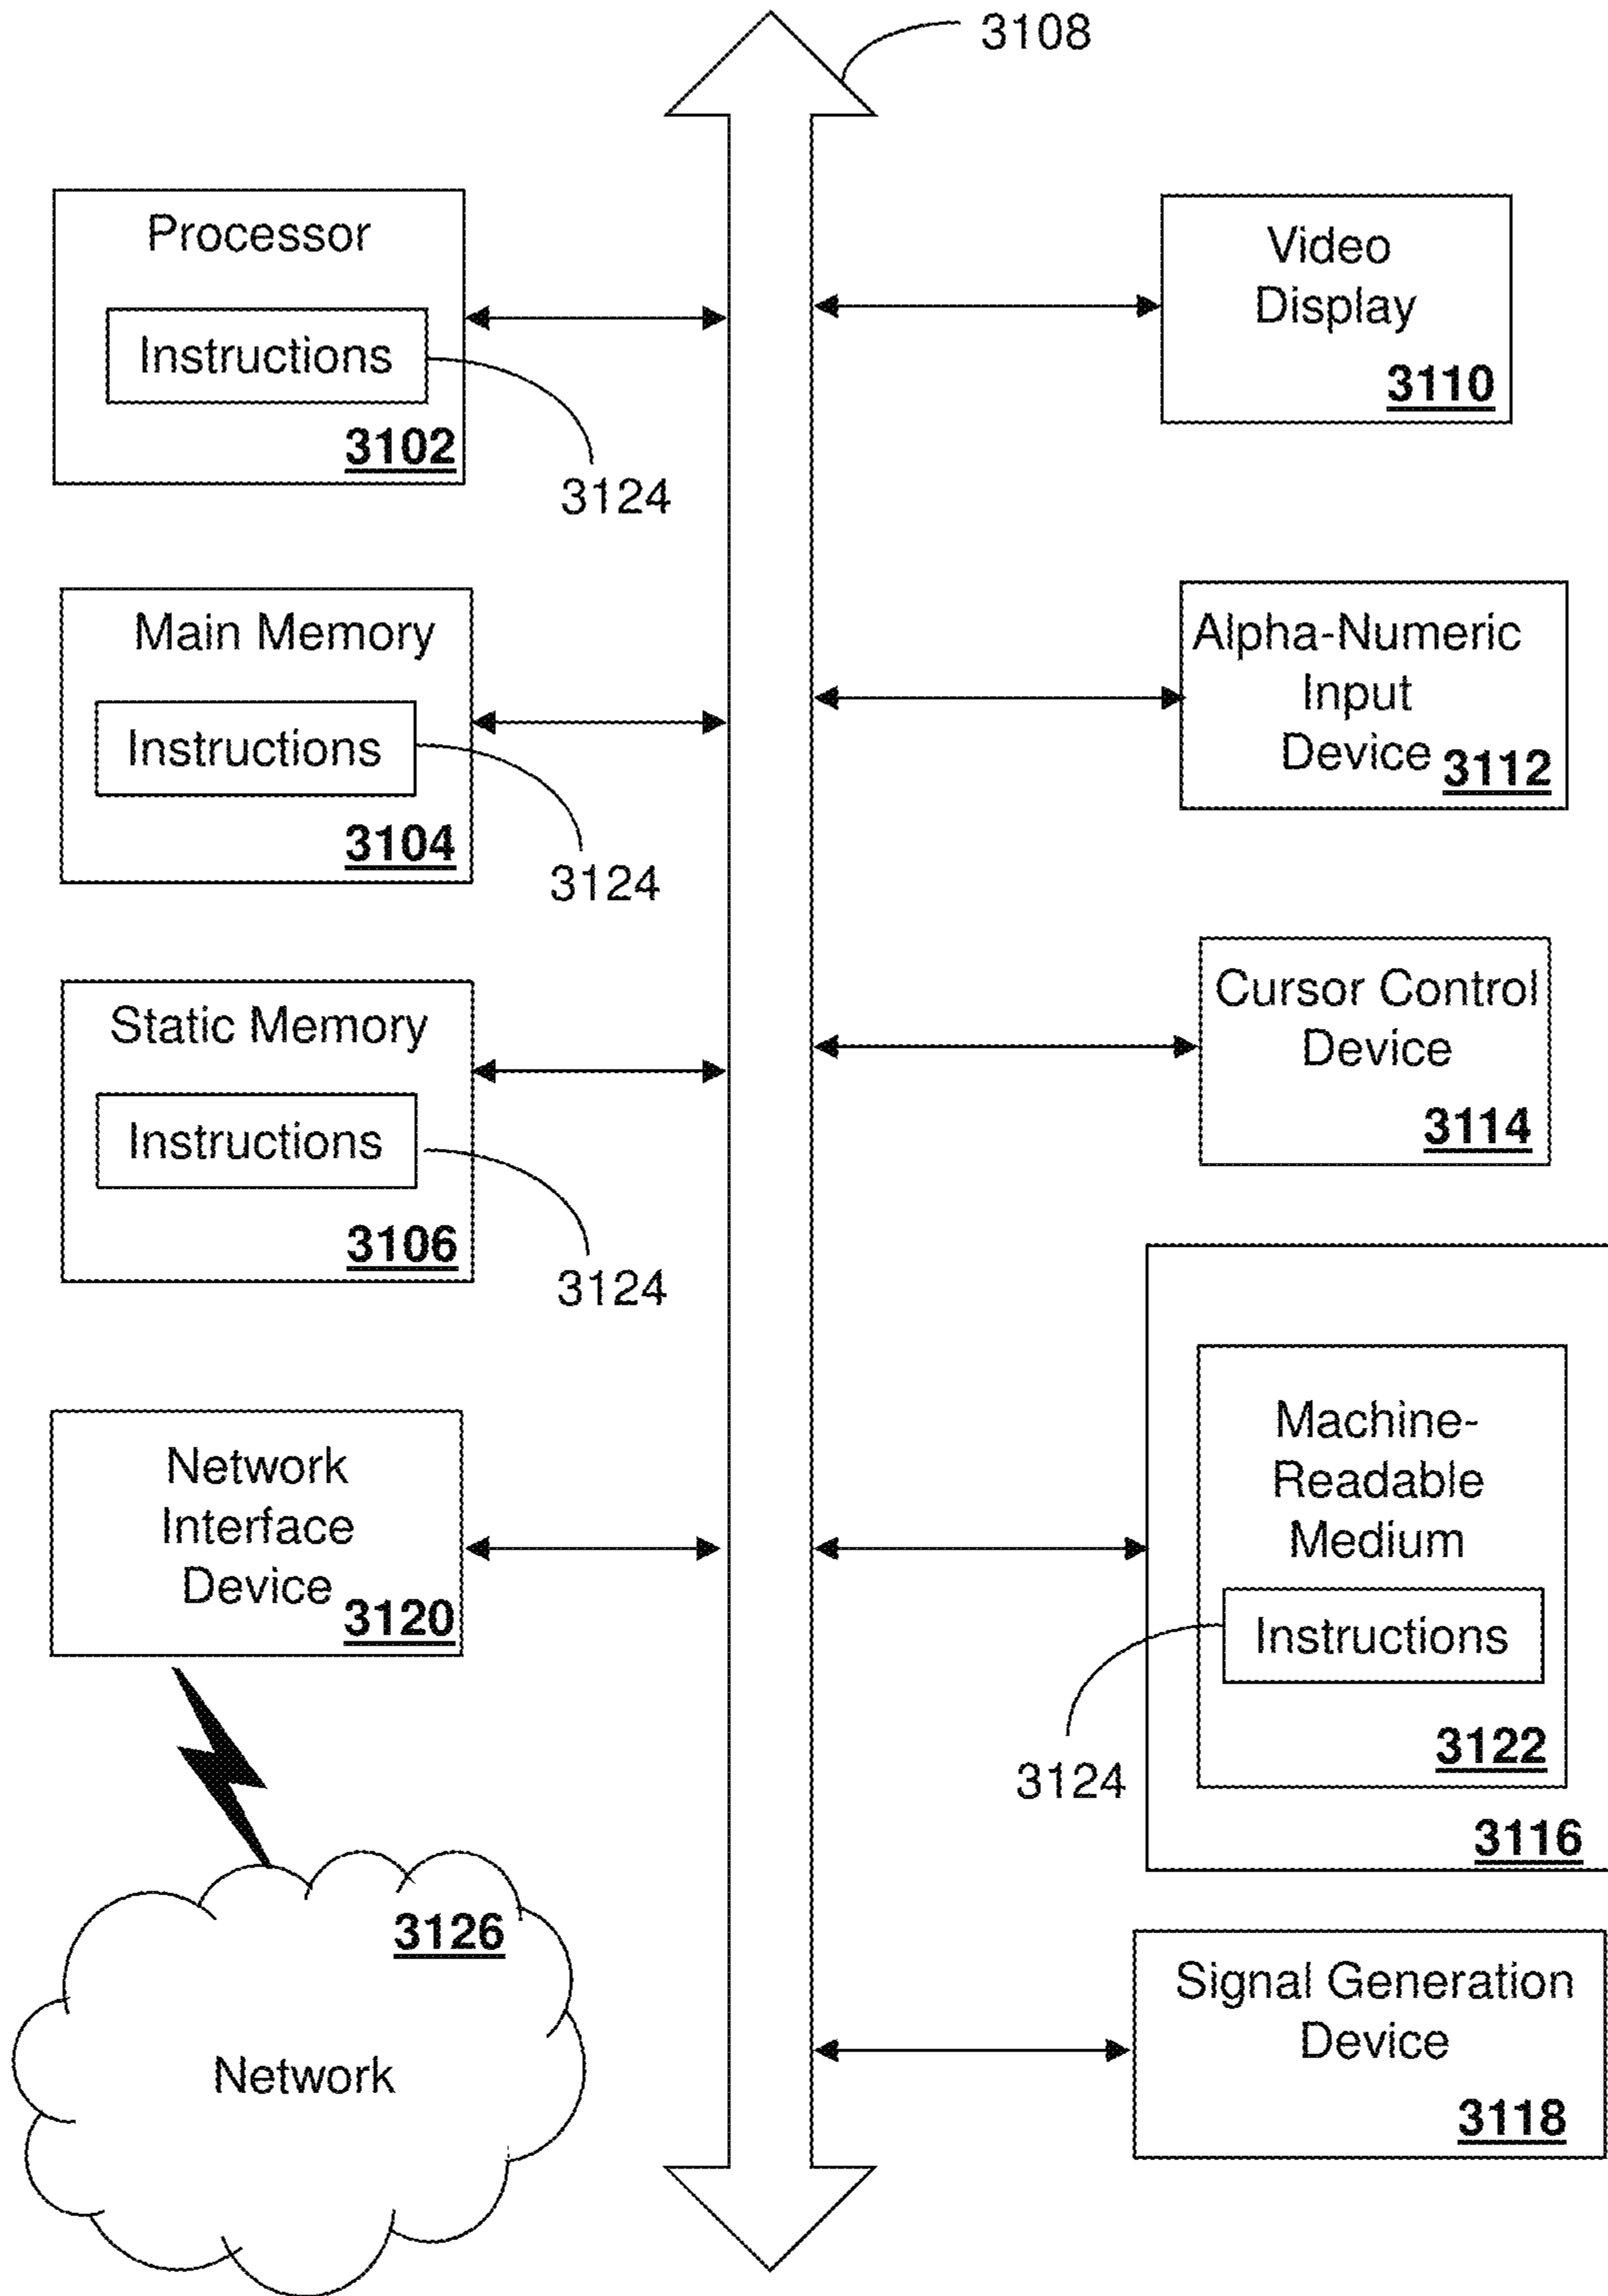 3108
Processor
Instructions
3102
3124
Main Memory
Instructions
3104
3124
Static Memory
Instructions
3106
3124
Network
Interface
Device
3120
3126
Network
Video
Display
3110
Alpha-Numeric
Input
Device
3112
Cursor Control
Device
3114
Machine-
Readable
Medium
Instructions
3122
3124
3116
Signal Generation
Device
3118